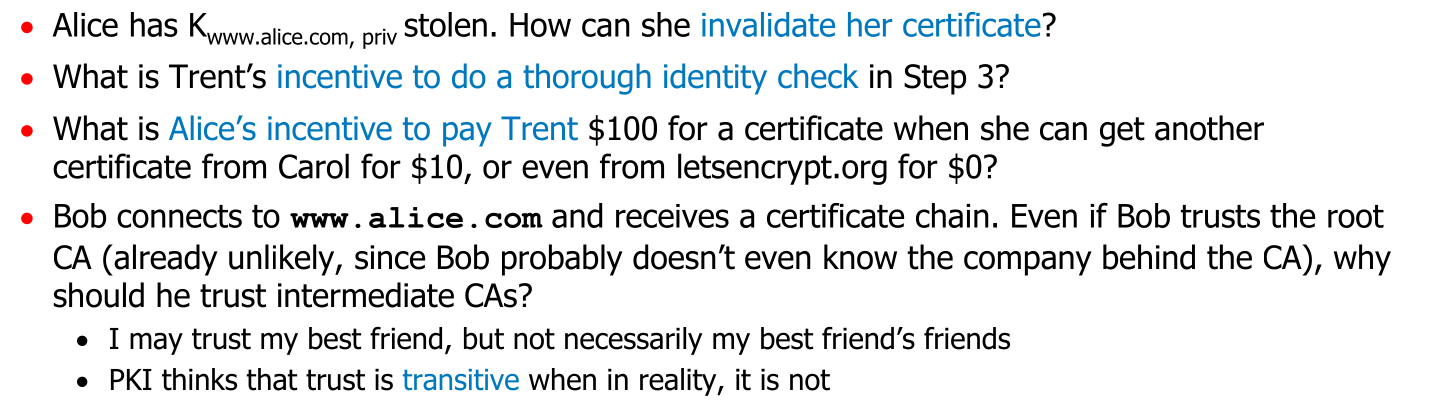 • Alice has Kwww.alice.com, priv stolen. How can she invalidate her certificate?
• What is Trent’s incentive to do a thorough identity check in Step 3?
• What is Alice’s incentive to pay Trent $100 for a certificate when she can get another
certificate from Carol for $10, or even from letsencrypt.org for $0?
• Bob connects to www.alice.com and receives a certificate chain. Even if Bob trusts the root
CA (already unlikely, since Bob probably doesn’t even know the company behind the CA), why
should he trust intermediate CAs?
• I may trust my best friend, but not necessarily my best friend’s friends
• PKI thinks that trust is transitive when in reality, it is not